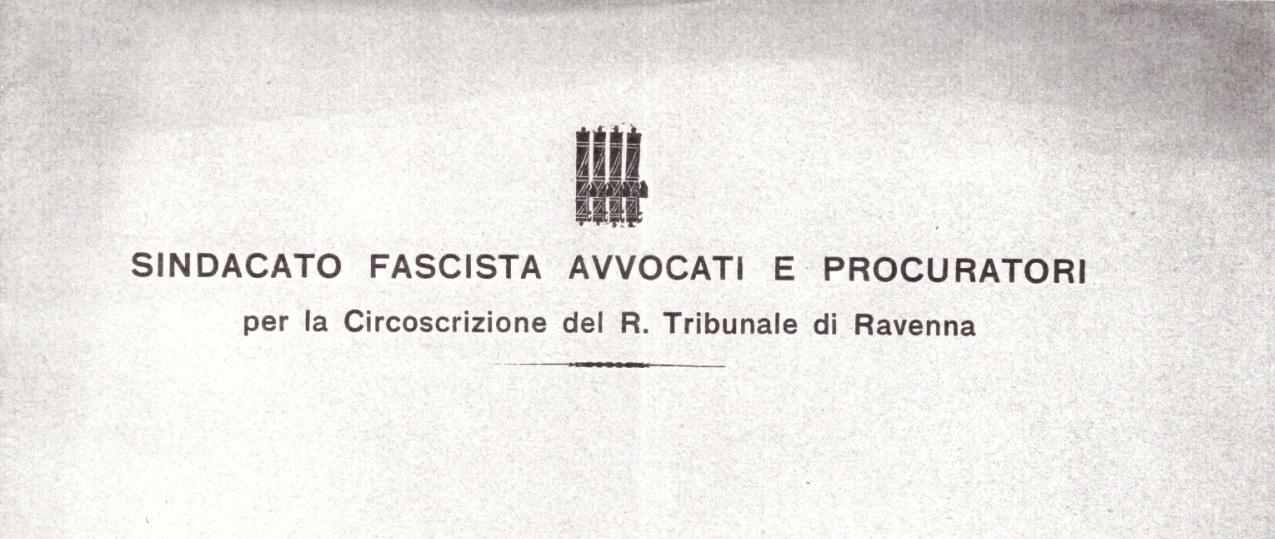 SINDACATO FASCISTA AVVOCATI E PROCURATORI
per la Circoscrizione del R. Tribunale di Ravenna